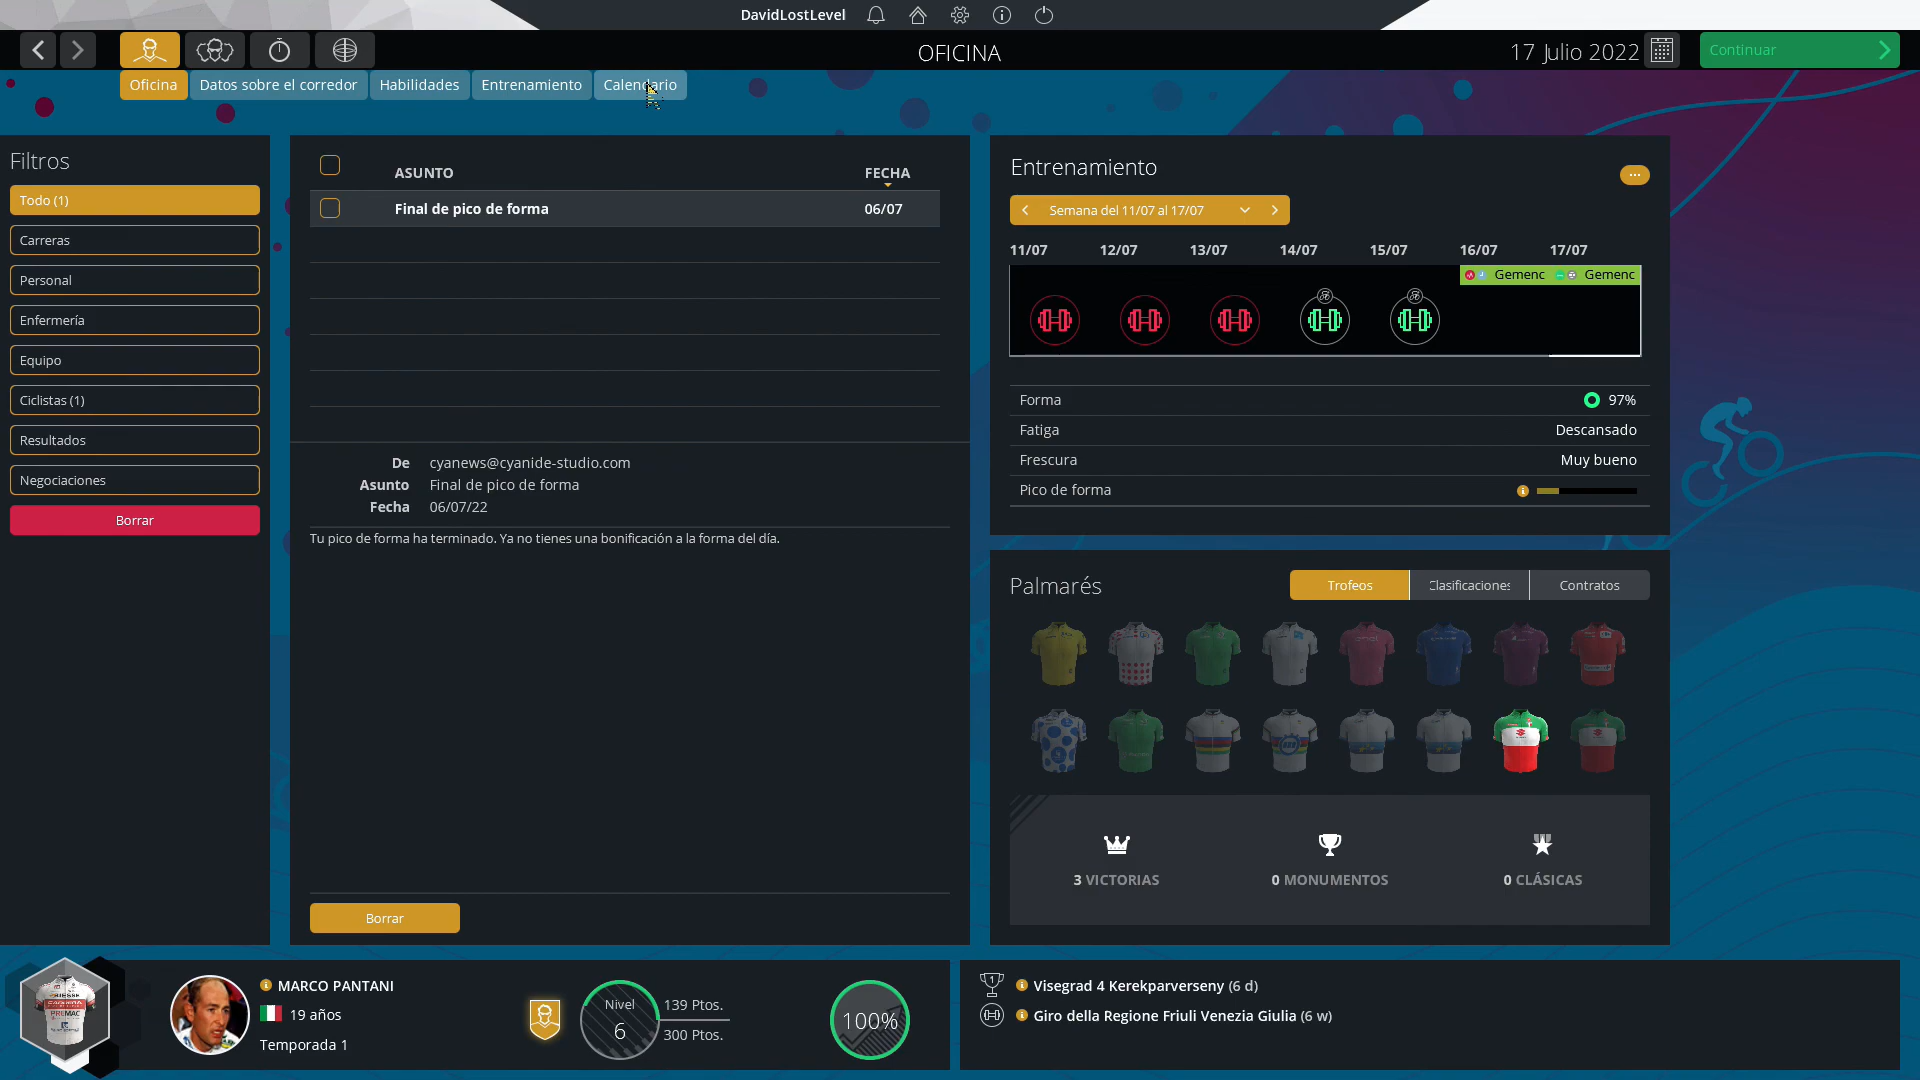 DavidLostLevel
OFICINA
17 Julio 2022
Continuar
Oficina
Datos sobre el corredor
Habilidades
Entrenamiento
Calendario
Filtros
Todo (1)
Carreras
Personal
Enfermería
Equipo
Ciclistas (1)
Resultados
Negociaciones
Borrar
ASUNTO FECHA
Final de pico de forma 06/07
De cyanews@cyanide-studio.com
Asunto Final de pico de forma
Fecha 06/07/22
Tu pico de forma ha terminado. Ya no tienes una bonificación a la forma del día.
Borrar
Entrenamiento
...
Semana del 11/07 al 17/07
11/07 12/07 13/07 14/07 15/07 16/07 17/07
Gemenc Gemenc
Forma 97%
Fatiga Descansado
Frescura Muy bueno
Pico de forma
Palmarés
Trofeos
Clasificaciones
Contratos
3 VICTORIAS
0 MONUMENTOS
0 CLÁSICAS
MARCO PANTANI
19 años
Temporada 1
Nivel
6
139 Ptos.
300 Ptos.
100%
Visegrad 4 Kerekparverseny (6 d)
Giro della Regione Friuli Venezia Giulia (6 w)